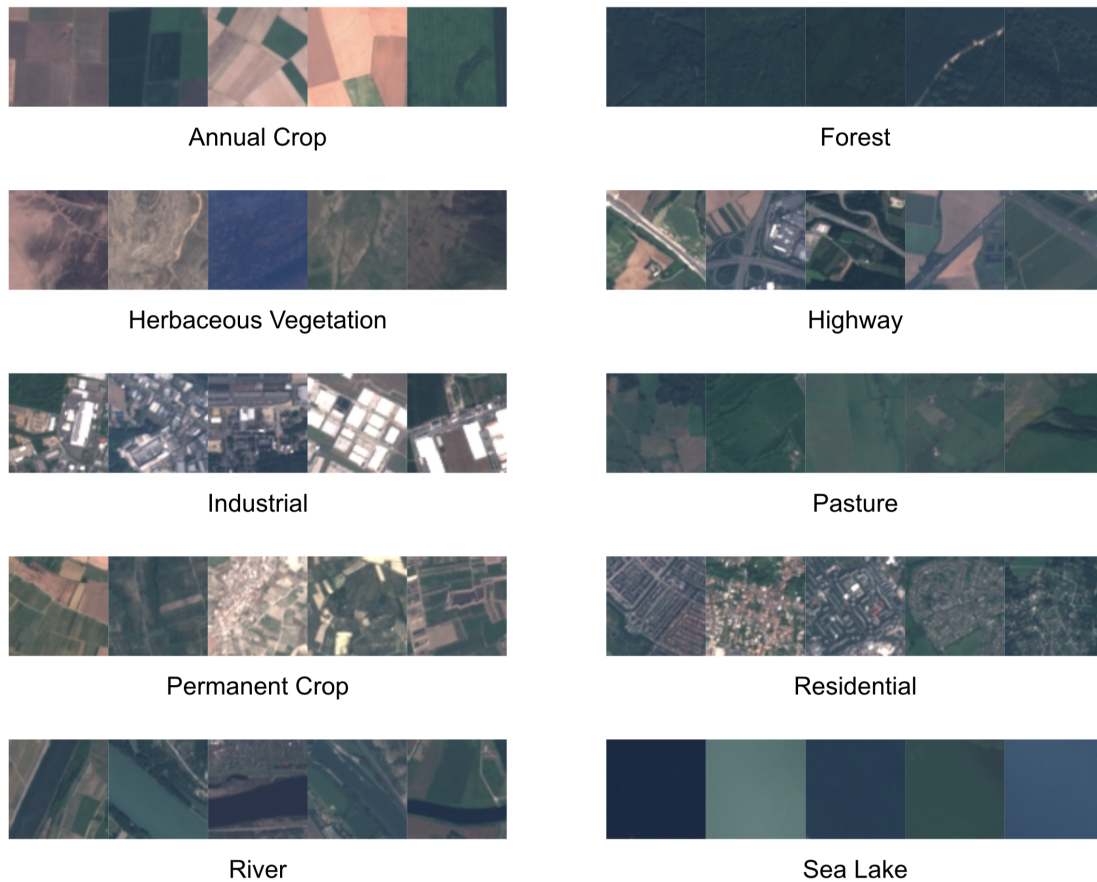 Annual Crop
Forest
Herbaceous Vegetation
Highway
Industrial
Pasture
Permanent Crop
Residential
River
Sea Lake